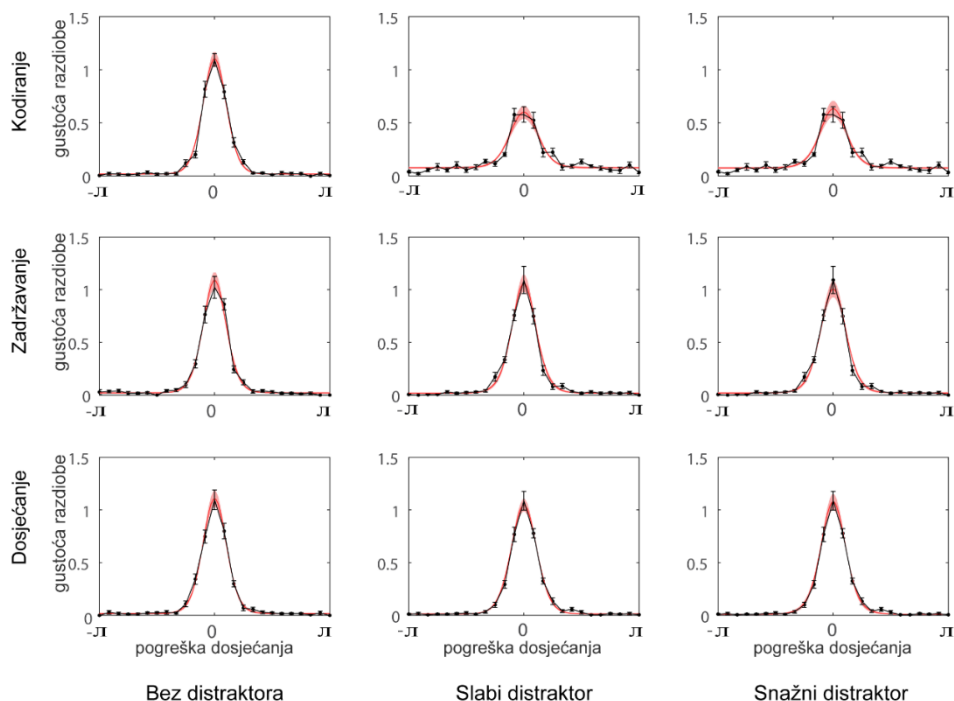 Kodiranje
gustoća razdiobe
1.5
1
0.5
0
-л
0
л
1.5
1
0.5
0
-л
0
л
1.5
1
0.5
0
-л
0
л
Zadržavanje
gustoća razdiobe
1.5
1
0.5
0
-л
0
л
1.5
1
0.5
0
-л
0
л
1.5
1
0.5
0
-л
0
л
Dosjećanje
gustoća razdiobe
1.5
1
0.5
0
-л
0
л
pogreška dosjećanja
1.5
1
0.5
0
-л
0
л
pogreška dosjećanja
1.5
1
0.5
0
-л
0
л
pogreška dosjećanja
Bez distraktora
Slabi distraktor
Snažni distraktor